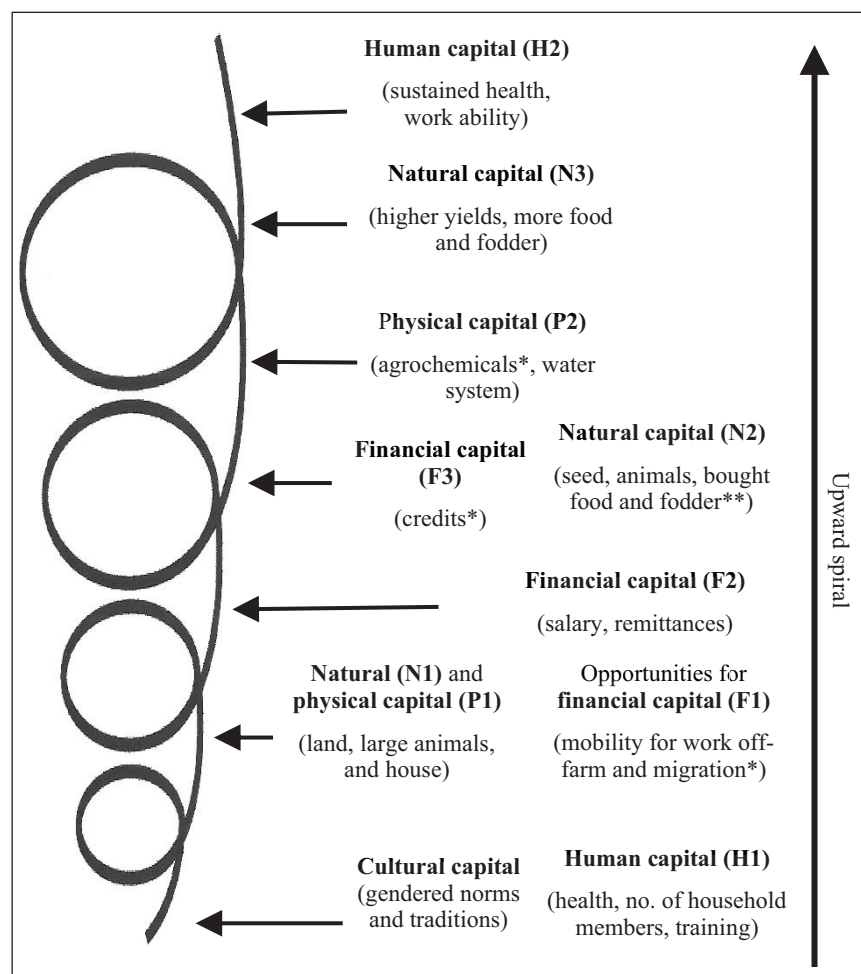 Human capital (H2)
(sustained health,
work ability)
Natural capital (N3)
(higher yields, more food
and fodder)
Physical capital (P2)
(agrochemicals*, water
system)
Financial capital
(F3)
(credits*)
Natural capital (N2)
(seed, animals, bought
food and fodder**)
Financial capital (F2)
(salary, remittances)
Natural (N1) and
physical capital (P1)
(land, large animals,
and house)
Opportunities for
financial capital (F1)
(mobility for work off-
farm and migration*)
Cultural capital
(gendered norms
and traditions)
Human capital (H1)
(health, no. of household
members, training)
Upward spiral